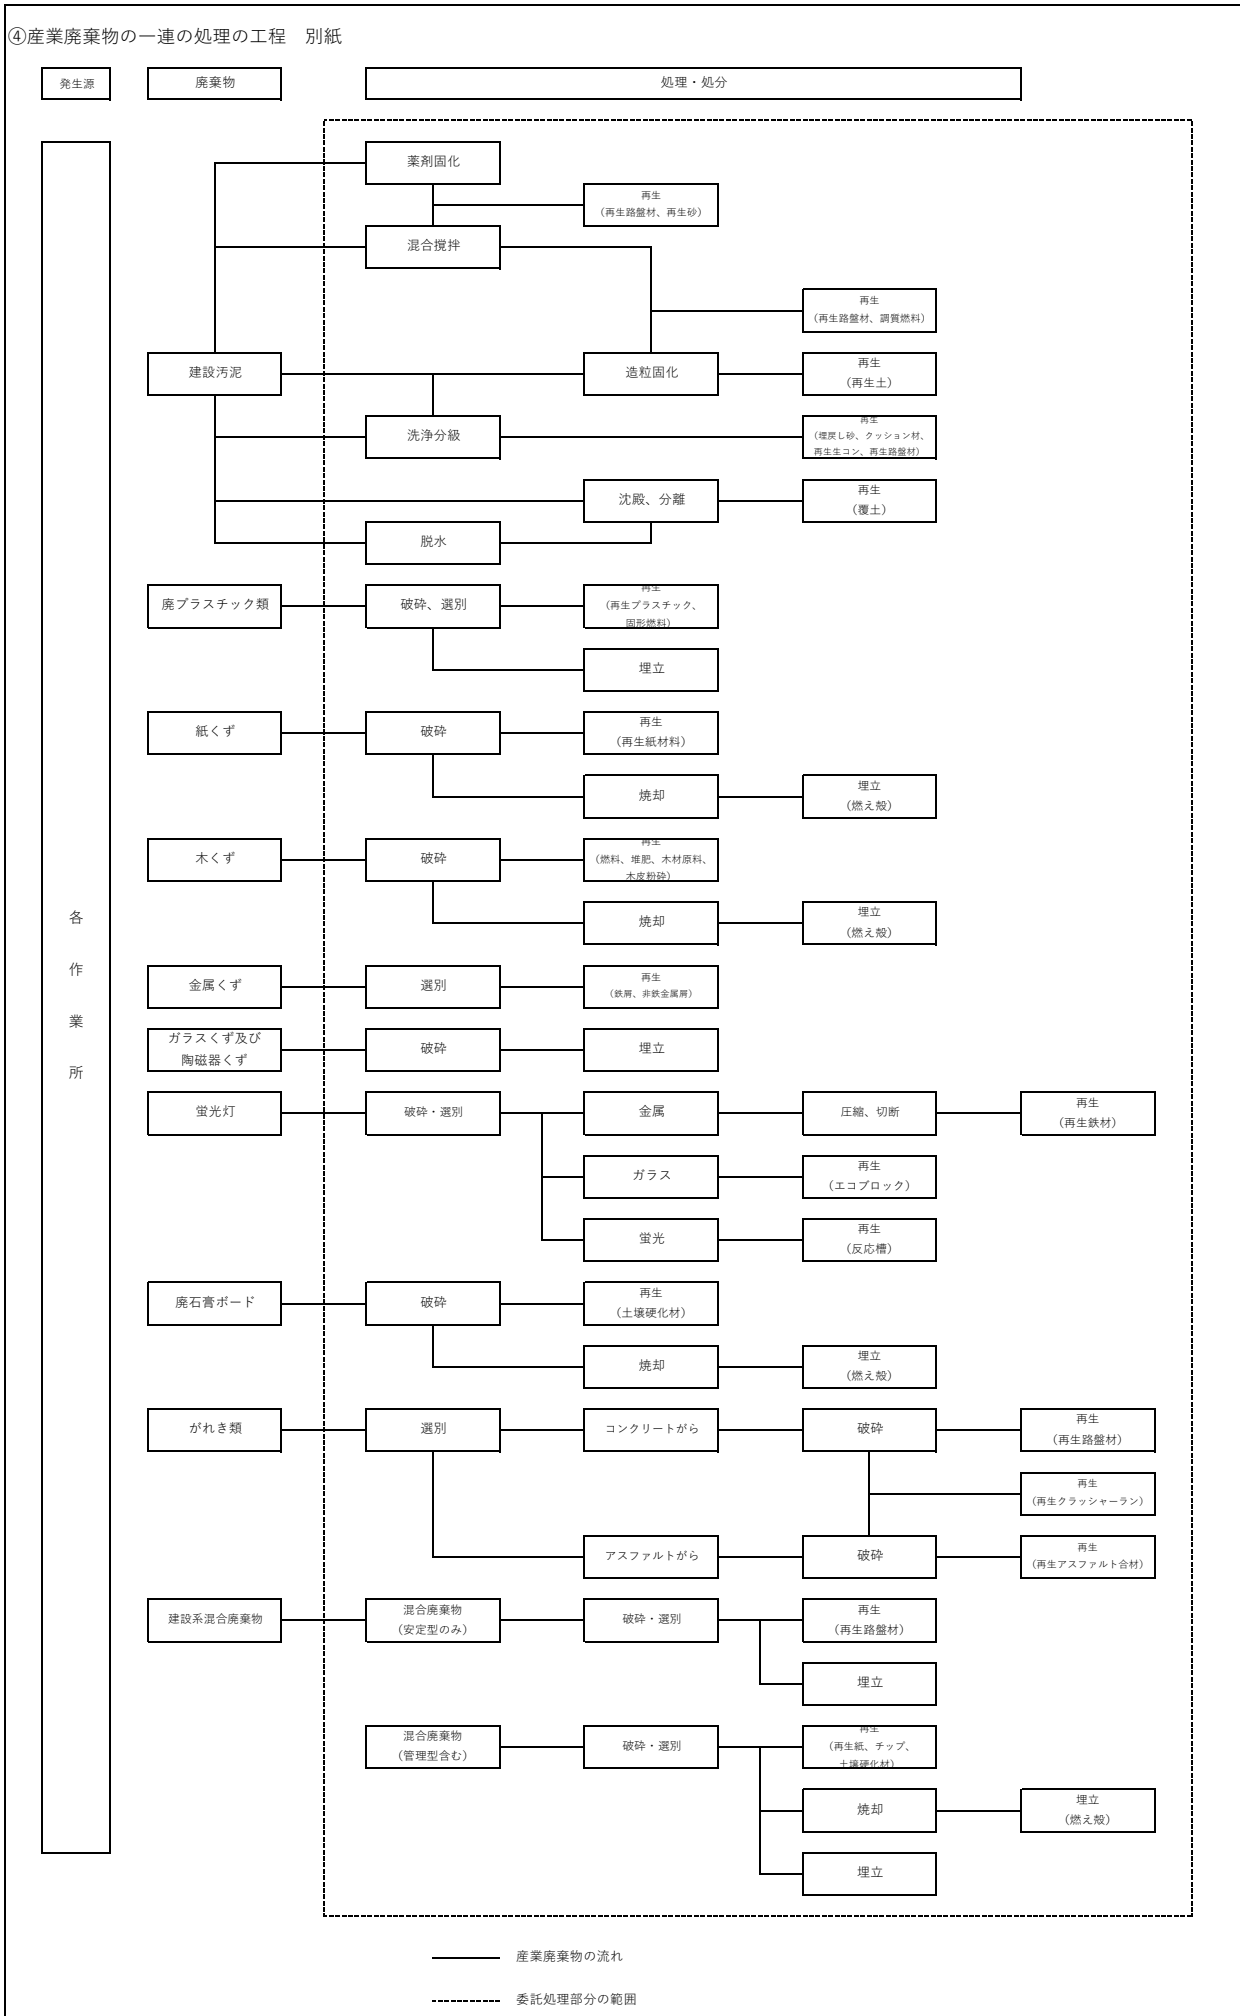 ④産業廃棄物の一連の処理の工程　別紙
発生源
廃棄物
処理・処分
各
作
業
所
薬剤固化
再生
（再生路盤材、再生砂）
混合撹拌
再生
（再生路盤材、調質燃料）
建設汚泥
造粒固化
再生
（再生土）
洗浄分級
再生
（埋戻し砂、クッション材、
再生生コン、再生路盤材）
沈殿、分離
再生
（覆土）
脱水
廃プラスチック類
破砕、選別
再生
（再生プラスチック、
固形燃料）
埋立
紙くず
破砕
再生
（再生紙材料）
焼却
埋立
（燃え殻）
木くず
破砕
再生
（燃料、堆肥、木材原料、
木皮粉砕）
焼却
埋立
（燃え殻）
金属くず
選別
再生
（鉄屑、非鉄金属屑）
ガラスくず及び
陶磁器くず
破砕
埋立
蛍光灯
破砕・選別
金属
圧縮、切断
再生
（再生鉄材）
ガラス
再生
（エコブロック）
蛍光
再生
（反応槽）
廃石膏ボード
破砕
再生
（土壌硬化材）
焼却
埋立
（燃え殻）
がれき類
選別
コンクリートがら
破砕
再生
（再生路盤材）
再生
（再生クラッシャーラン）
アスファルトがら
破砕
再生
（再生アスファルト合材）
建設系混合廃棄物
混合廃棄物
（安定型のみ）
破砕・選別
再生
（再生路盤材）
埋立
混合廃棄物
（管理型含む）
破砕・選別
再生
（再生紙、チップ、
土壌硬化材）
焼却
埋立
（燃え殻）
埋立
産業廃棄物の流れ
委託処理部分の範囲